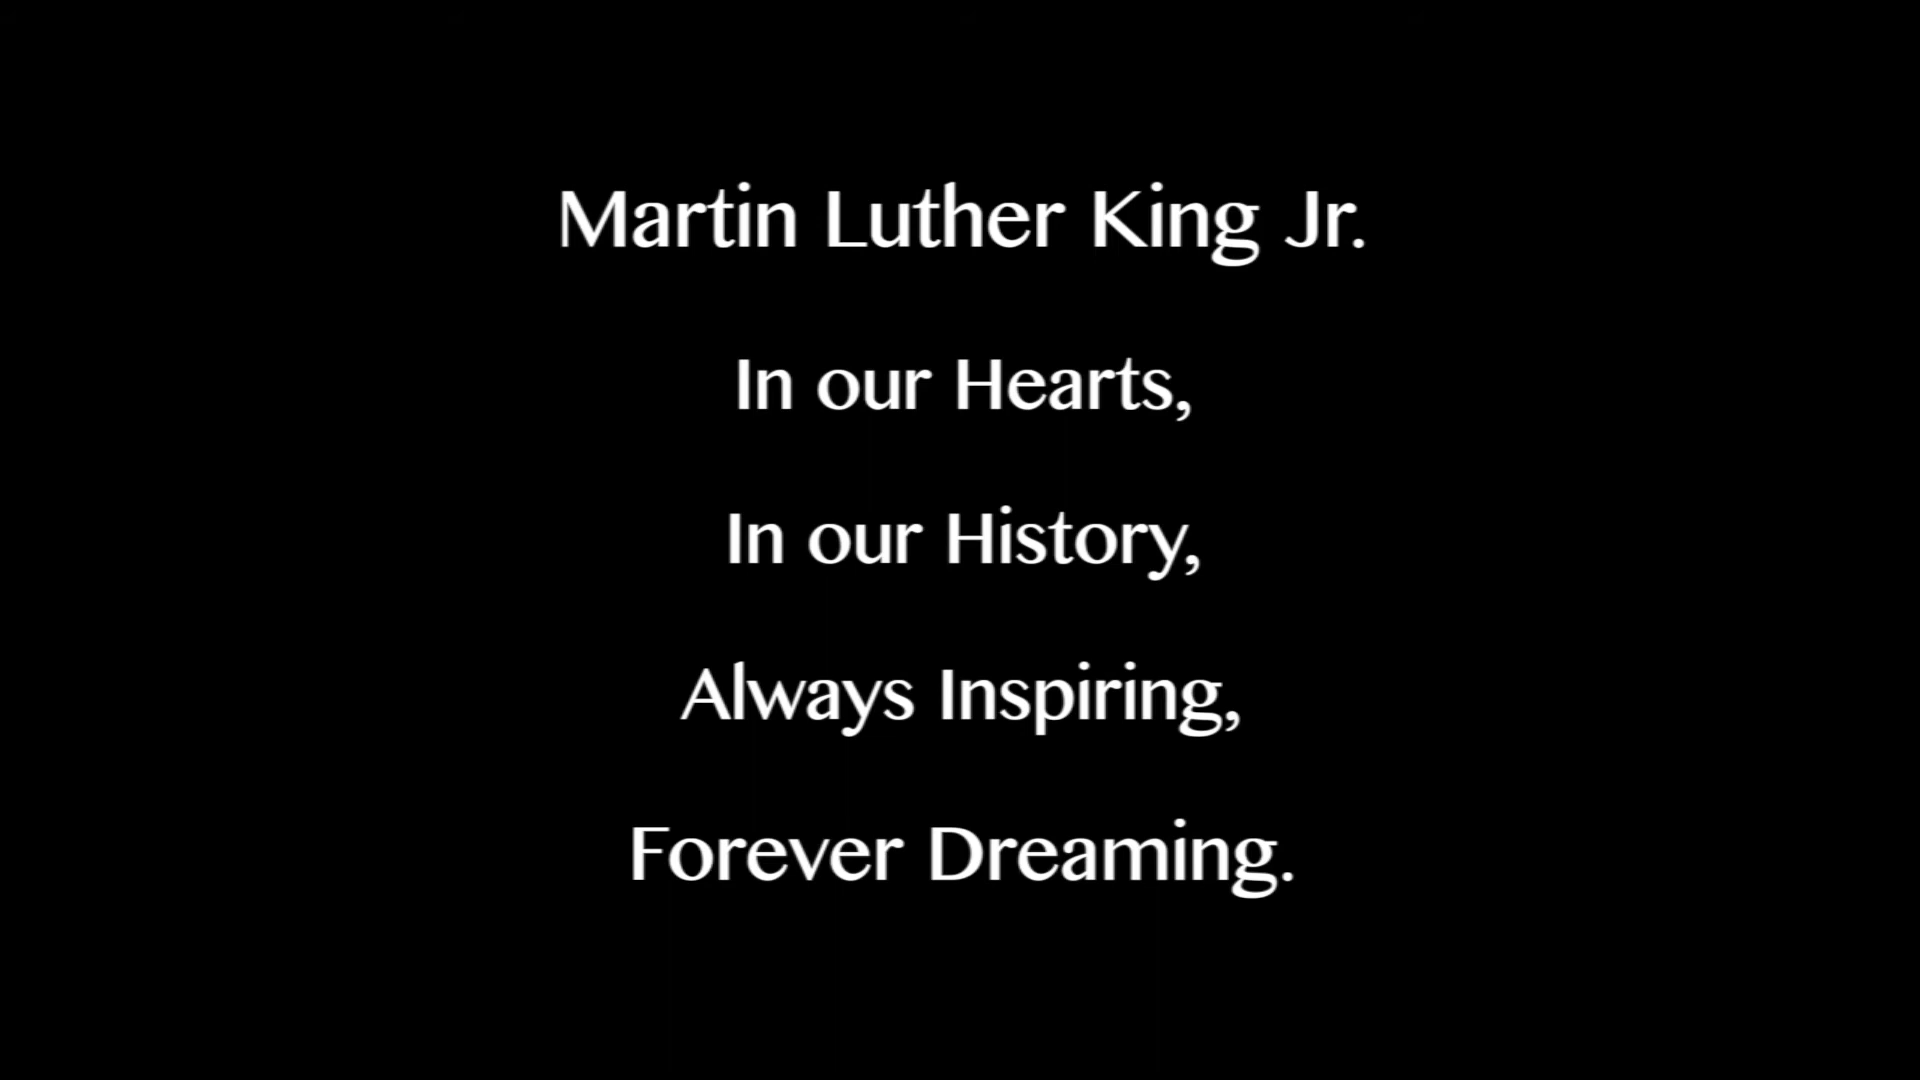 Martin Luther King Jr.
In our Hearts,
In our History,
Always Inspiring,
Forever Dreaming.